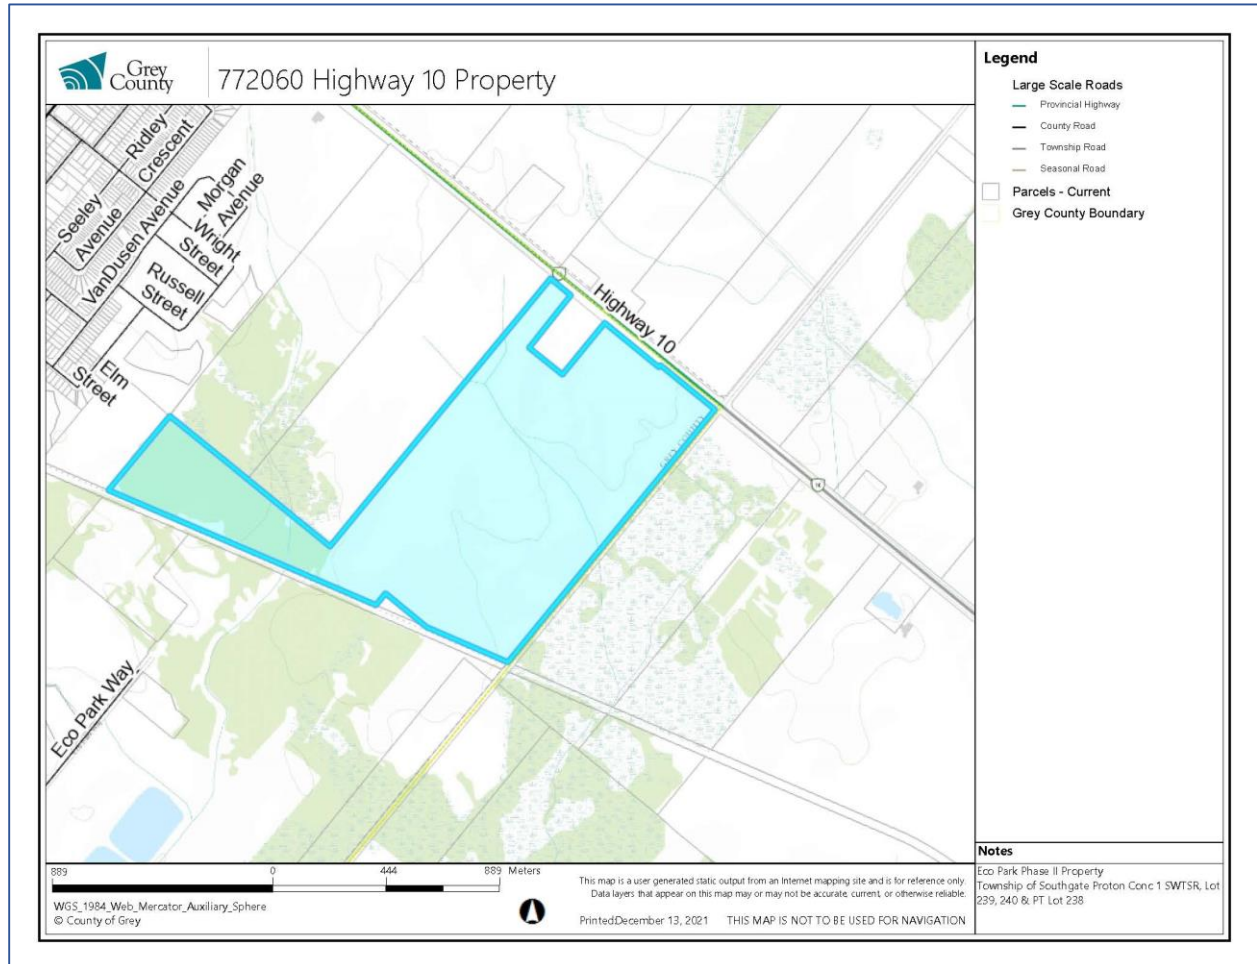 Grey
County
772060 Highway 10 Property
Ridley
Crescent
Seeley
Avenue
VanDusen Avenue
Morgan
Avenue
Wright
Street
Russell
Street
Elm
Street
Highway 10
GREY COUNTY
10
Eco Park Way
Legend
Large Scale Roads
Provincial Highway
County Road
Township Road
Seasonal Road
Parcels - Current
Grey County Boundary
Notes
Eco Park Phase II Property
Township of Southgate Proton Conc 1 SWTSR, Lot
239, 240 & PT Lot 238
889 0 444 889 Meters
WGS_1984_Web_Mercator_Auxiliary_Sphere
© County of Grey
This map is a user generated static output from an Internet mapping site and is for reference only.
Data layers that appear on this map may or may not be accurate, current, or otherwise reliable.
Printed:December 13, 2021 THIS MAP IS NOT TO BE USED FOR NAVIGATION